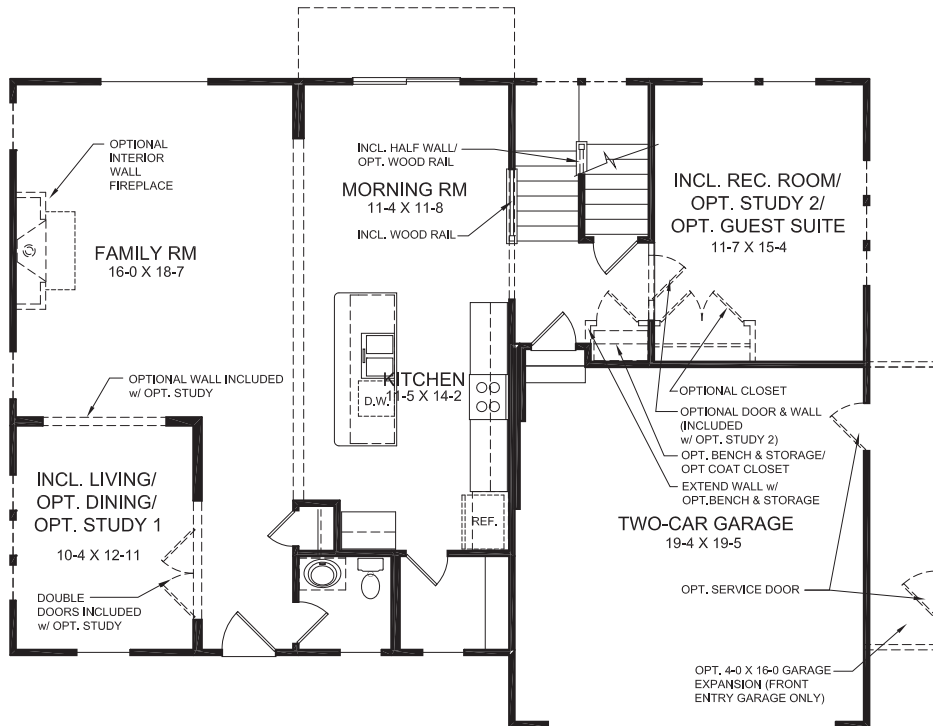 OPTIONAL
INTERIOR
WALL
FIREPLACE
FAMILY RM
16-0 X 18-7
INCL. HALF WALL/
OPT. WOOD RAIL
MORNING RM
11-4 X 11-8
INCL. WOOD RAIL
INCL. REC. ROOM/
OPT. STUDY 2/
OPT. GUEST SUITE
11-7 X 15-4
OPTIONAL WALL INCLUDED
w/ OPT. STUDY
KITCHEN
11-5 X 14-2
D.W.
REF.
OPTIONAL CLOSET
OPTIONAL DOOR & WALL
(INCLUDED
w/ OPT. STUDY 2)
OPT. BENCH & STORAGE/
OPT COAT CLOSET
EXTEND WALL w/
OPT.BENCH & STORAGE
INCL. LIVING/
OPT. DINING/
OPT. STUDY 1
10-4 X 12-11
DOUBLE
DOORS INCLUDED
w/ OPT. STUDY
TWO-CAR GARAGE
19-4 X 19-5
OPT. SERVICE DOOR
OPT. 4-0 X 16-0 GARAGE
EXPANSION (FRONT
ENTRY GARAGE ONLY)